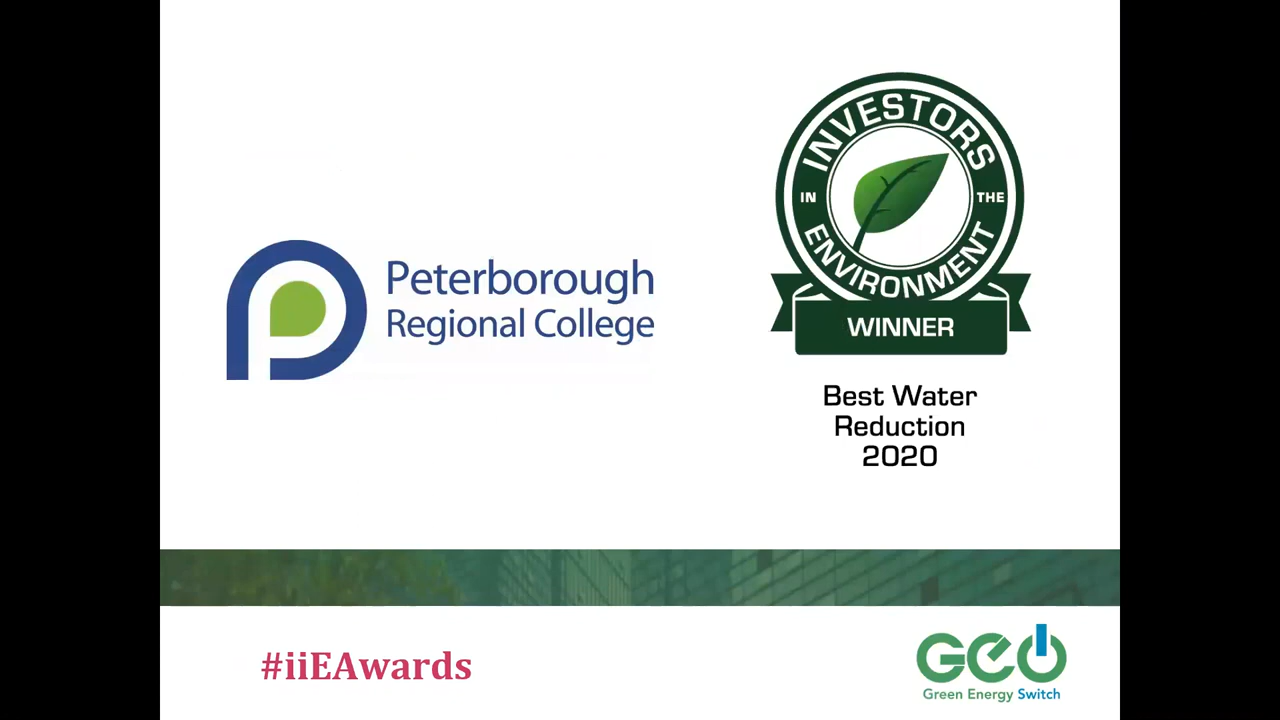 Peterborough
Regional College
INVESTORS
IN THE
ENVIRONMENT
WINNER
Best Water
Reduction
2020
#iiEAwards
GEO
Green Energy Switch